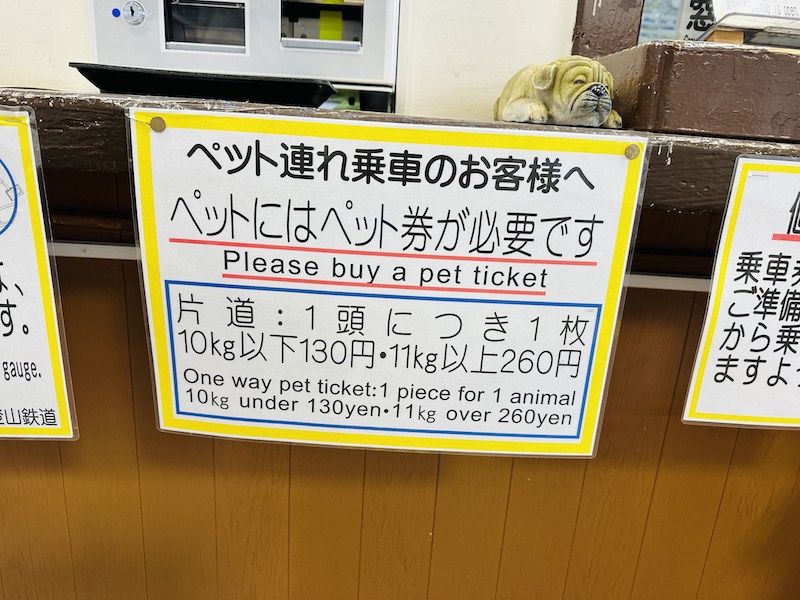 ペット連れ乗車のお客様へ
ペットにはペット券が必要です
Please buy a pet ticket
片道：1頭につき1枚
10kg以下130円・11kg以上260円
One way pet ticket:1 piece for 1 animal
10kg under 130yen・11kg over 260yen
す。
gauge.
山鉄道
乗車
ご準備
から乗
ますよ
窓